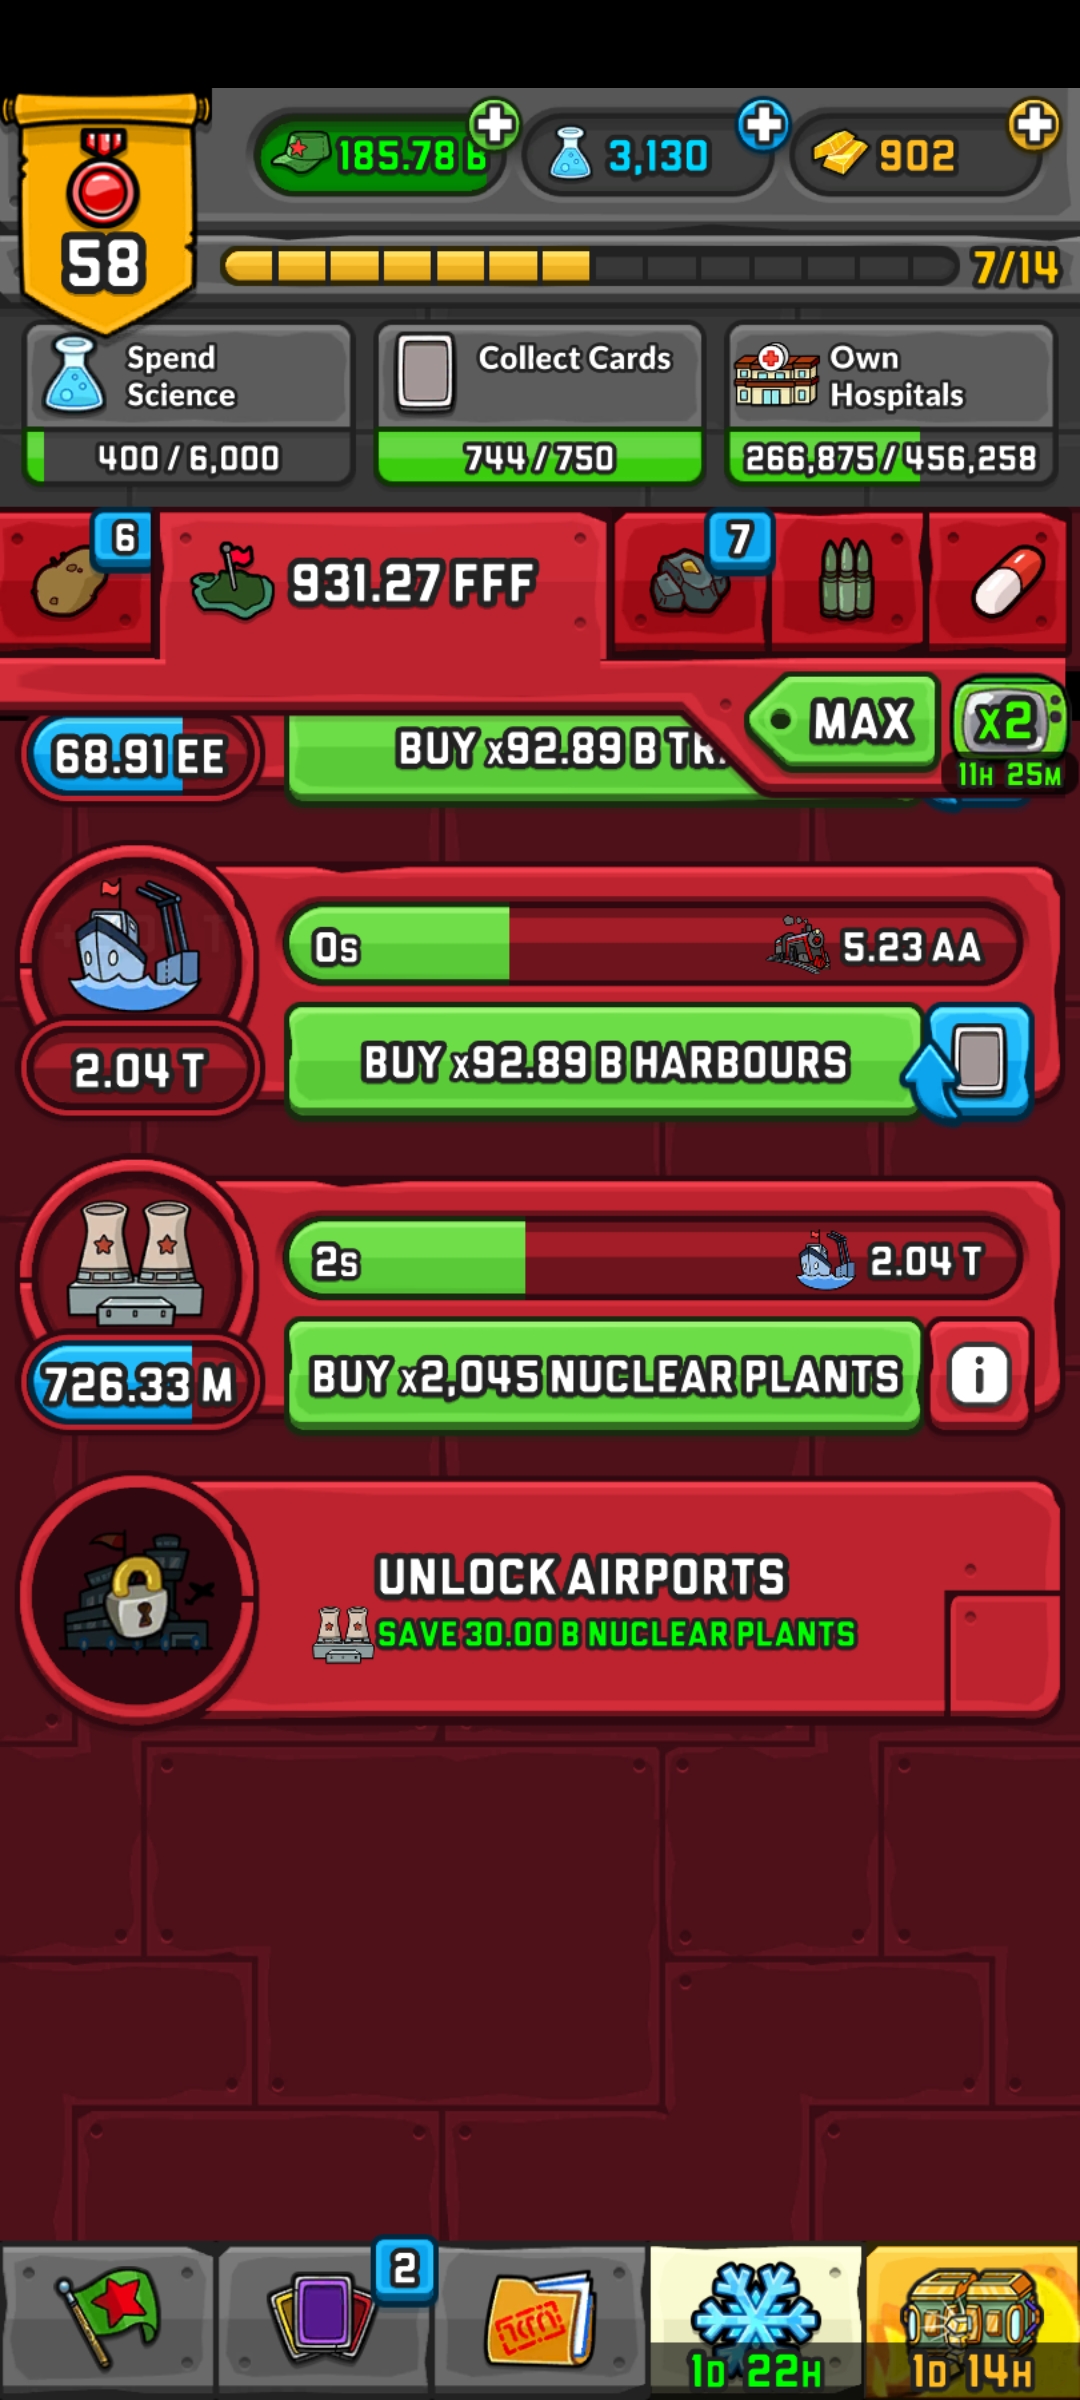 185.78 B
3,130
902
58
7/14
Spend
Science
400 / 6,000
Collect Cards
744 / 750
Own
Hospitals
266,875 / 456,258
6
931.27 FFF
7
MAX
x2
11H 25M
68.91 EE
BUY x92.89 B TR
0s
5.23 AA
2.04 T
BUY x92.89 B HARBOURS
2s
2.04 T
726.33 M
BUY x2,045 NUCLEAR PLANTS
i
UNLOCK AIRPORTS
SAVE 30.00 B NUCLEAR PLANTS
2
1D 22H
1D 14H